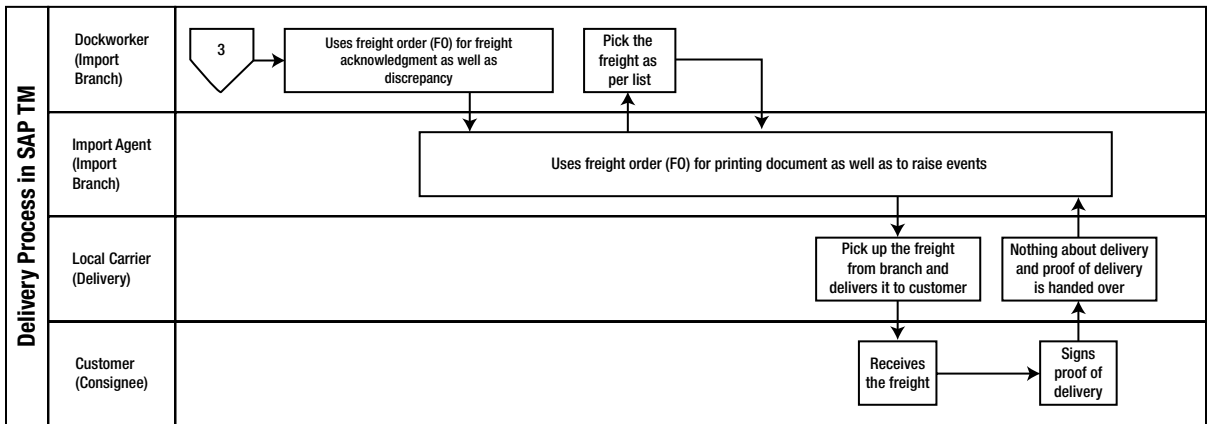 Delivery Process in SAP TM
Dockworker
(Import
Branch)
3
Uses freight order (FO) for freight
acknowledgment as well as
discrepancy
Pick the
freight as
per list
Import Agent
(Import
Branch)
Uses freight order (FO) for printing document as well as to raise events
Local Carrier
(Delivery)
Pick up the freight
from branch and
delivers it to customer
Nothing about delivery
and proof of delivery
is handed over
Customer
(Consignee)
Receives
the freight
Signs
proof of
delivery